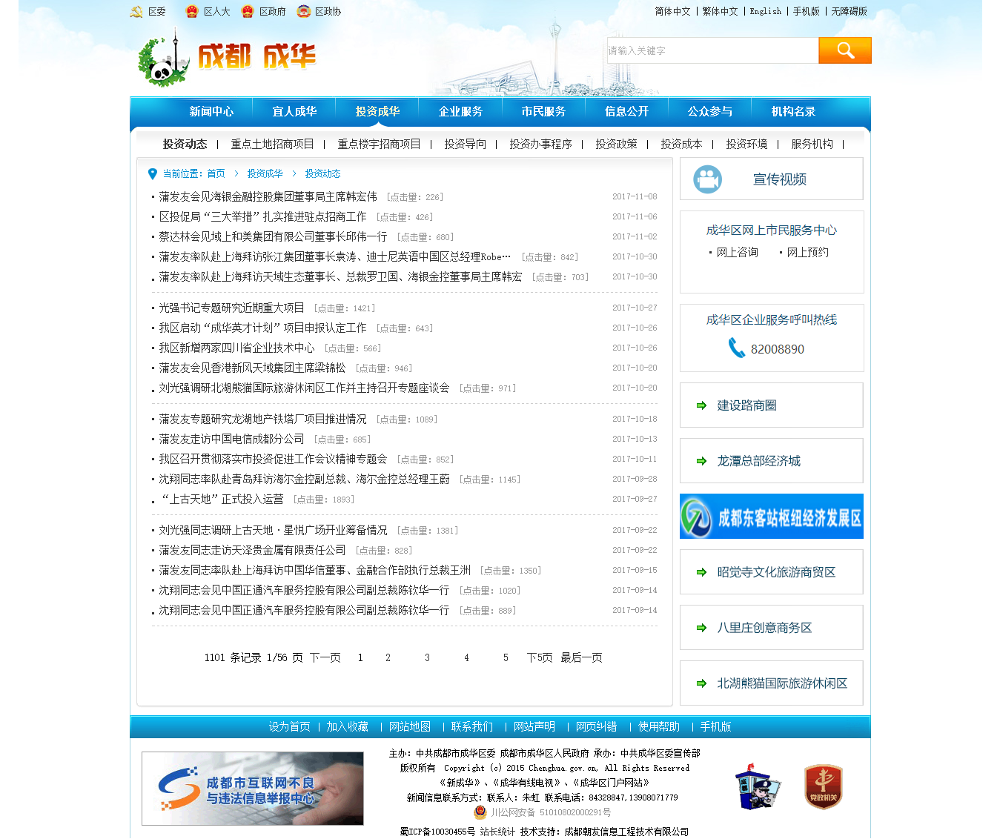 区委 区人大 区政府 区政协 简体中文 | 繁体中文 | English | 手机版 | 无障碍版
成都 成华
请输入关键字
新闻中心 宜人成华 投资成华 企业服务 市民服务 信息公开 公众参与 机构名录
投资动态 | 重点土地招商项目 | 重点楼宇招商项目 | 投资导向 | 投资办事程序 | 投资政策 | 投资成本 | 投资环境 | 服务机构 |
当前位置：首页 > 投资成华 > 投资动态
蒲发友会见海银金融控股集团董事局主席韩宏伟 [点击量：226] 2017-11-08
区投促局“三大举措”扎实推进驻点招商工作 [点击量：426] 2017-11-06
蔡达林会见域上和美集团有限公司董事长邱伟一行 [点击量：680] 2017-11-02
蒲发友率队赴上海拜访张江集团董事长袁涛、迪士尼英语中国区总经理Robe… [点击量：842] 2017-10-30
蒲发友率队赴上海拜访天域生态董事长、总裁罗卫国、海银金控董事局主席韩宏 [点击量：703] 2017-10-30
光强书记专题研究近期重大项目 [点击量：1421] 2017-10-27
我区启动“成华英才计划”项目申报认定工作 [点击量：643] 2017-10-26
我区新增两家四川省企业技术中心 [点击量：566] 2017-10-26
蒲发友会见香港新风天域集团主席梁锦松 [点击量：946] 2017-10-20
刘光强调研北湖熊猫国际旅游休闲区工作并主持召开专题座谈会 [点击量：971] 2017-10-20
蒲发友专题研究龙湖地产铁塔厂项目推进情况 [点击量：1089] 2017-10-18
蒲发友走访中国电信成都分公司 [点击量：685] 2017-10-13
我区召开贯彻落实市投资促进工作会议精神专题会 [点击量：852] 2017-10-11
沈翔同志率队赴青岛拜访海尔金控副总裁、海尔金控总经理王蔚 [点击量：1145] 2017-09-28
“上古天地”正式投入运营 [点击量：1893] 2017-09-27
刘光强同志调研上古天地·星悦广场开业筹备情况 [点击量：1381] 2017-09-22
蒲发友同志走访天泽贵金属有限责任公司 [点击量：828] 2017-09-22
蒲发友同志率队赴上海拜访中国华信董事、金融合作部执行总裁王洲 [点击量：1350] 2017-09-15
沈翔同志会见中国正通汽车服务控股有限公司副总裁陈钦华一行 [点击量：1020] 2017-09-14
沈翔同志会见中国正通汽车服务控股有限公司副总裁陈钦华一行 [点击量：889] 2017-09-14
1101 条记录 1/56 页 下一页 1 2 3 4 5 下5页 最后一页
宣传视频
成华区网上市民服务中心
网上咨询 网上预约
成华区企业服务呼叫热线
82008890
建设路商圈
龙潭总部经济城
成都东客站枢纽经济发展区
昭觉寺文化旅游商贸区
八里庄创意商务区
北湖熊猫国际旅游休闲区
设为首页 | 加入收藏 | 网站地图 | 联系我们 | 网站声明 | 网页纠错 | 使用帮助 | 手机版
成都市互联网不良
与违法信息举报中心
主办：中共成都市成华区委 成都市成华区人民政府 承办：中共成华区委宣传部
版权所有 Copyright (c) 2015 Chenghua.gov.cn, All Rights Reserved
《新成华》、《成华有线电视》、《成华区门户网站》
新闻信息联系方式：联系人：朱虹 联系电话：84328847,13908071779
川公网安备 51010802000291号
蜀ICP备10030455号 站长统计 技术支持：成都朝发信息工程技术有限公司
党政机关